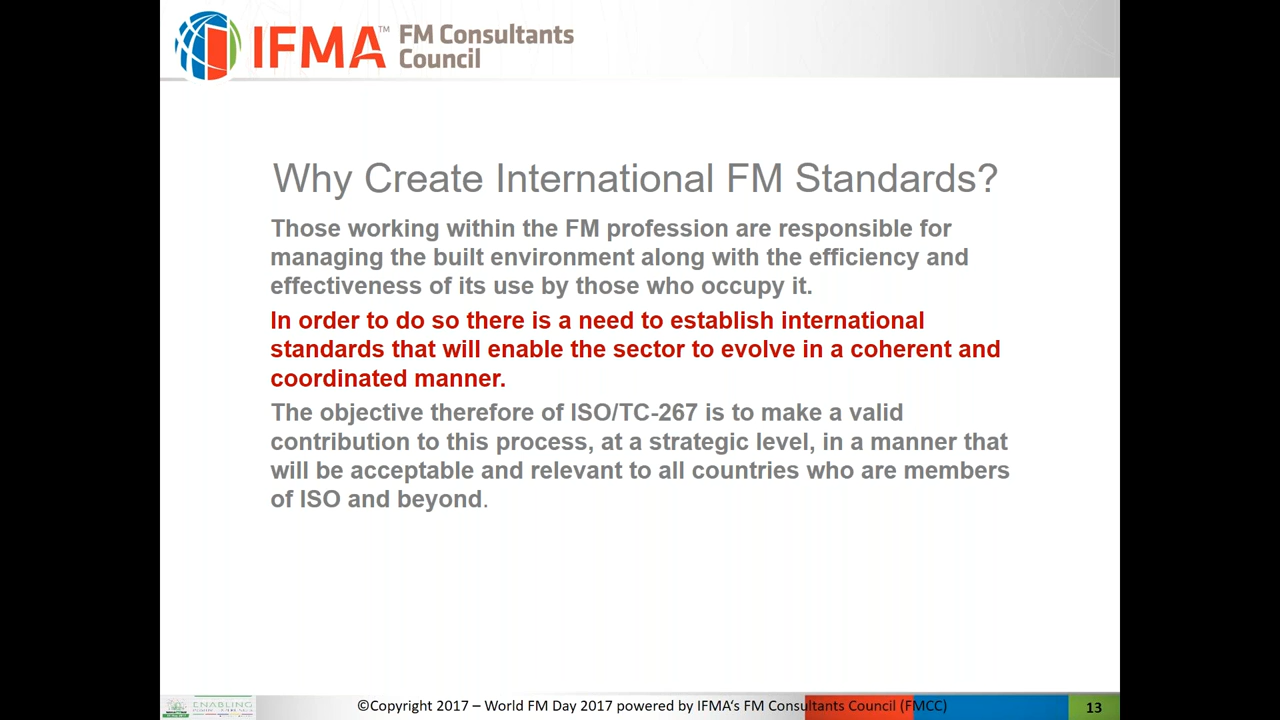 IFMA™ FM Consultants
Council
Why Create International FM Standards?
Those working within the FM profession are responsible for
managing the built environment along with the efficiency and
effectiveness of its use by those who occupy it.
In order to do so there is a need to establish international
standards that will enable the sector to evolve in a coherent and
coordinated manner.
The objective therefore of ISO/TC-267 is to make a valid
contribution to this process, at a strategic level, in a manner that
will be acceptable and relevant to all countries who are members
of ISO and beyond.
ENABLING
©Copyright 2017 – World FM Day 2017 powered by IFMA‘s FM Consultants Council (FMCC)
13